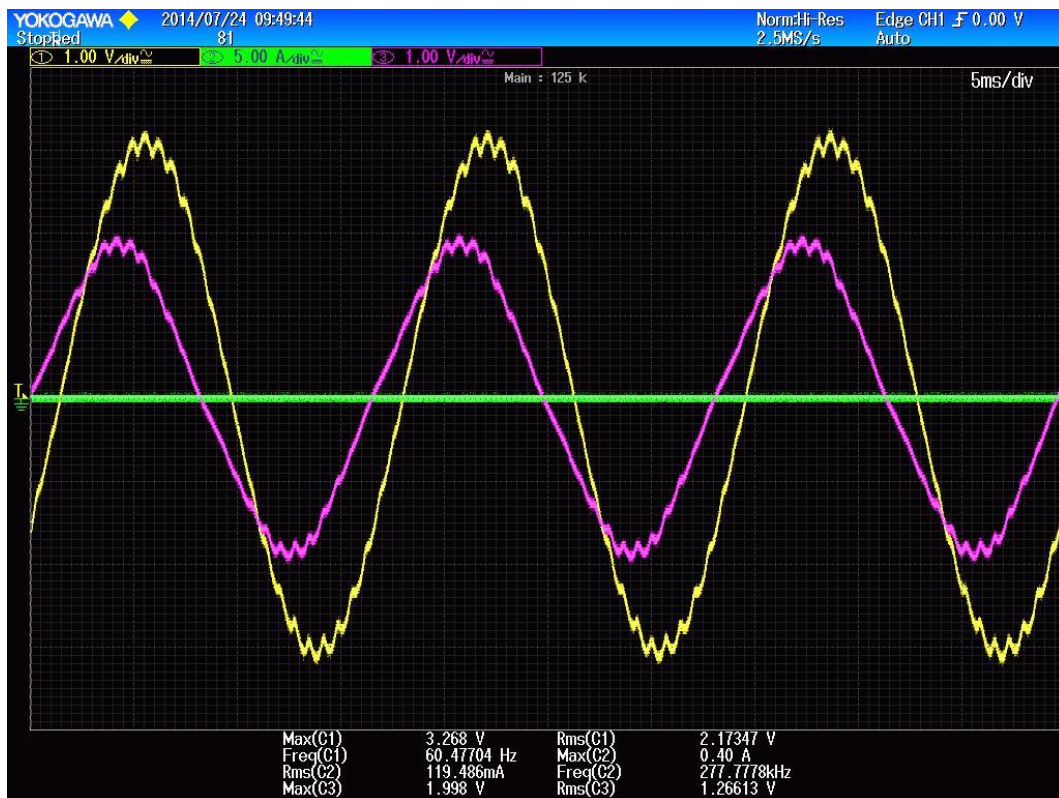 YOKOGAWA 2014/07/24 09:49:44 Norm:Hi-Res Edge CH1 0.00 V
Stopped 81 2.5MS/s Auto
1 1.00 V/div 2 5.00 A/div 3 1.00 V/div
Main : 125 k 5ms/div
T
Max(C1) 3.268 V Rms(C1) 2.17347 V
Freq(C1) 60.47704 Hz Max(C2) 0.40 A
Rms(C2) 119.486mA Freq(C2) 277.7778kHz
Max(C3) 1.998 V Rms(C3) 1.26613 V